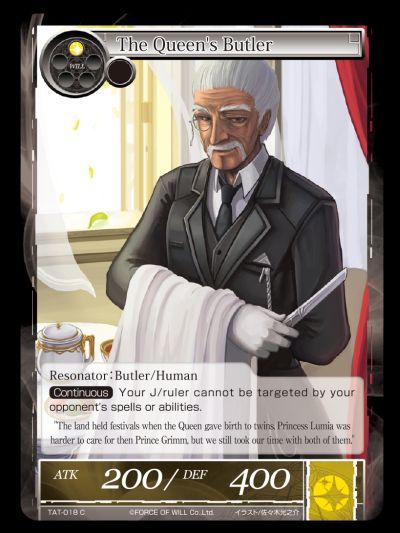 The Queen's Butler
WILL
Resonator：Butler/Human
Continuous Your J/ruler cannot be targeted by your
opponent's spells or abilities.
"The land held festivals when the Queen gave birth to twins. Princess Lumia was
harder to care for then Prince Grimm, but we still took our time with both of them."
ATK 200/ DEF 400
TAT-018 C ©FORCE OF WILL Co.,Ltd. イラスト/佐々木光之介